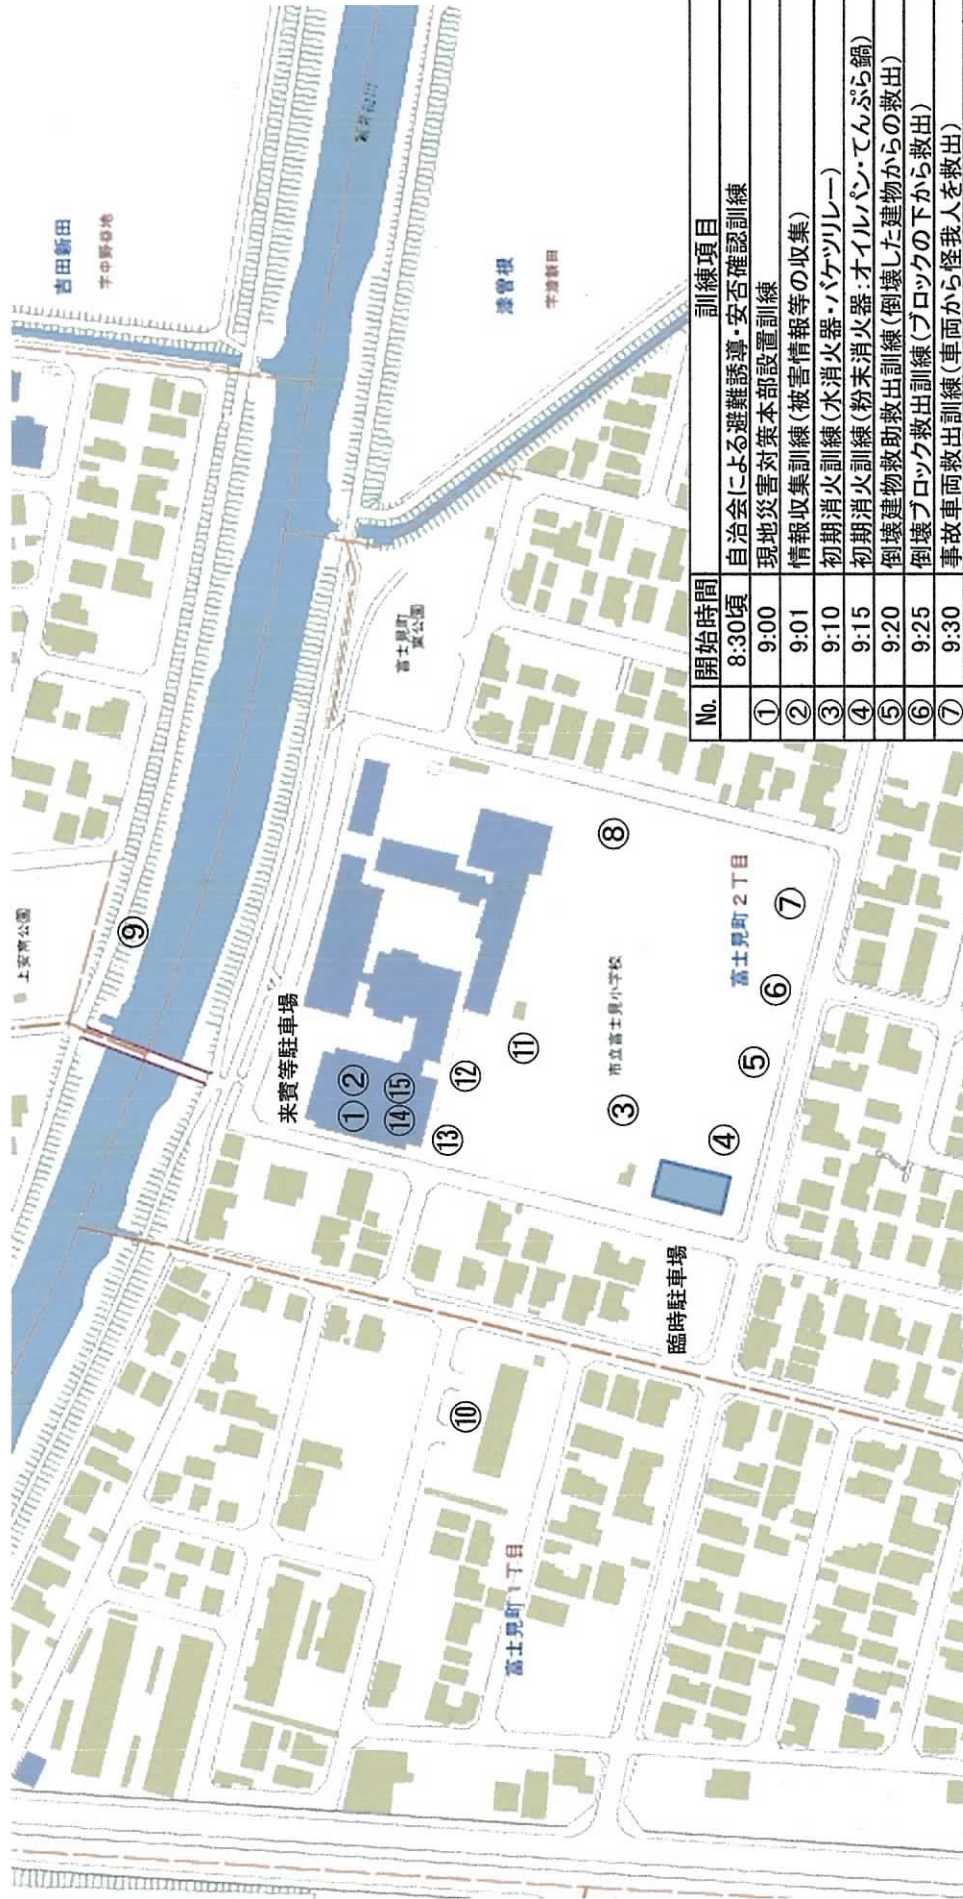 吉田新田
上安常公園
⑨
漆曽根
富士見町
東公園
来賓等駐車場
①②
⑭⑮
⑬
⑫
⑪
⑧
市立富士見小学校
③
富士見町2丁目
④
⑤
⑥
⑦
臨時駐車場
⑩
富士見町1丁目
No. 開始時間 訓練項目
8:30頃 自治会による避難誘導・安否確認訓練
① 9:00 現地災害対策本部設置訓練
② 9:01 情報収集訓練(被害情報等の収集)
③ 9:10 初期消火訓練(水消火器・バケツリレー)
④ 9:15 初期消火訓練(粉末消火器:オイルパン・てんぷら鍋)
⑤ 9:20 倒壊建物救助救出訓練(倒壊した建物からの救出)
⑥ 9:25 倒壊ブロック救出訓練(ブロックの下から救出)
⑦ 9:30 事故車両救出訓練(車両から怪我人を救出)